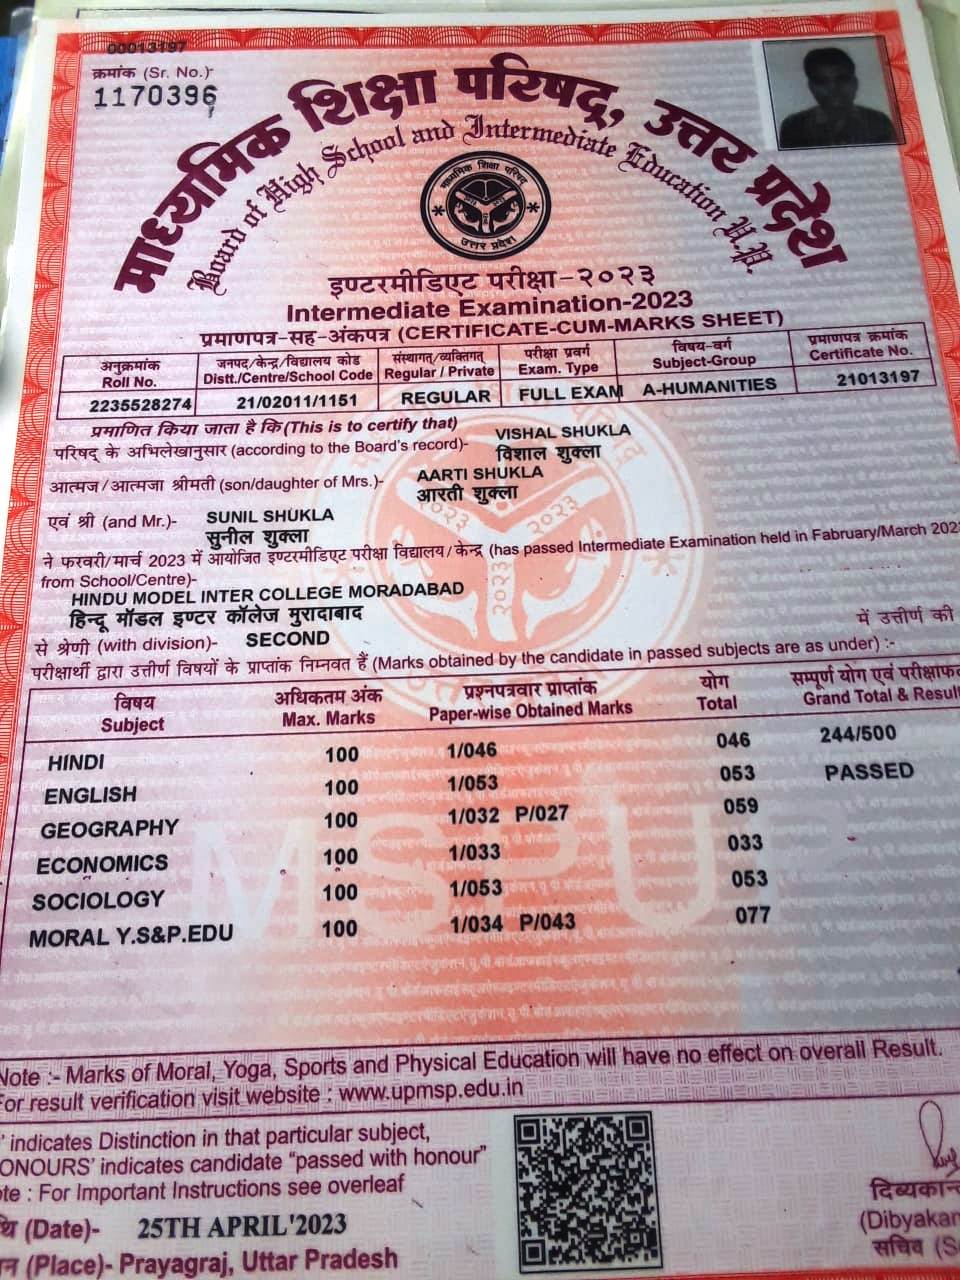 00013197
क्रमांक (Sr. No.)-
1170396
माध्यमिक शिक्षा परिषद्, उत्तर प्रदेश
Board of High School and Intermediate Education U.P.
माध्यमिक शिक्षा परिषद्
उत्तर प्रदेश
इण्टरमीडिएट परीक्षा-२०२३
Intermediate Examination-2023
प्रमाणपत्र-सह-अंकपत्र (CERTIFICATE-CUM-MARKS SHEET)
अनुक्रमांक जनपद/केन्द्र/विद्यालय कोड संस्थागत/व्यक्तिगत परीक्षा प्रवर्ग विषय-वर्ग प्रमाणपत्र क्रमांक
Roll No. Distt./Centre/School Code Regular / Private Exam. Type Subject-Group Certificate No.
2235528274 21/02011/1151 REGULAR FULL EXAM A-HUMANITIES 21013197
प्रमाणित किया जाता है कि(This is to certify that)
परिषद् के अभिलेखानुसार (according to the Board's record)- VISHAL SHUKLA
विशाल शुक्ला
आत्मज/आत्मजा श्रीमती (son/daughter of Mrs.)- AARTI SHUKLA
आरती शुक्ला
एवं श्री (and Mr.)- SUNIL SHUKLA
सुनील शुक्ला
ने फरवरी/मार्च 2023 में आयोजित इण्टरमीडिएट परीक्षा विद्यालय/केन्द्र (has passed Intermediate Examination held in Fabruary/March 202
from School/Centre)-
HINDU MODEL INTER COLLEGE MORADABAD
हिन्दू मॉडल इण्टर कॉलेज मुरादाबाद
से श्रेणी (with division)- SECOND में उत्तीर्ण की
परीक्षार्थी द्वारा उत्तीर्ण विषयों के प्राप्तांक निम्नवत हैं (Marks obtained by the candidate in passed subjects are as under) :-
विषय अधिकतम अंक प्रश्नपत्रवार प्राप्तांक योग सम्पूर्ण योग एवं परीक्षाफल
Subject Max. Marks Paper-wise Obtained Marks Total Grand Total & Result
HINDI 100 1/046 046 244/500
ENGLISH 100 1/053 053 PASSED
GEOGRAPHY 100 1/032 P/027 059
ECONOMICS 100 1/033 033
SOCIOLOGY 100 1/053 053
MORAL Y.S&P.EDU 100 1/034 P/043 077
MSPUP
Note :- Marks of Moral, Yoga, Sports and Physical Education will have no effect on overall Result.
For result verification visit website : www.upmsp.edu.in
' indicates Distinction in that particular subject,
ONOURS' indicates candidate "passed with honour"
ote : For Important Instructions see overleaf
थि (Date)- 25TH APRIL'2023
ान (Place)- Prayagraj, Uttar Pradesh
दिव्यकान्
(Dibyakan
सचिव (S